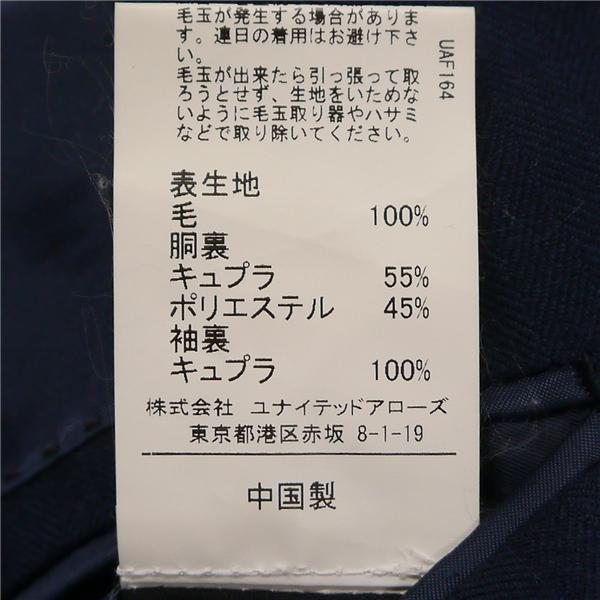 毛玉が発生する場合がありま
す。連日の着用はお避け下さ
い。
毛玉が出来たら引っ張って取
ろうとせず、生地をいためな
いように毛玉取り器やハサミ
などで取り除いてください。
UAF164
表生地
毛 100%
胴裏
キュプラ 55%
ポリエステル 45%
袖裏
キュプラ 100%
株式会社 ユナイテッドアローズ
東京都港区赤坂 8-1-19
中国製